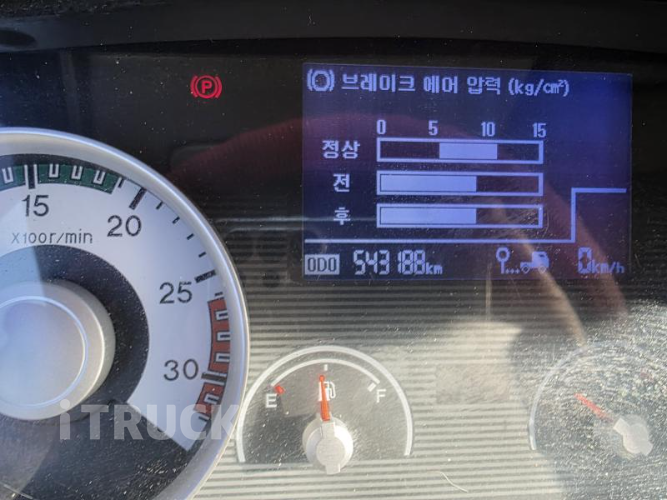 (P)
브레이크 에어 압력 (kg/cm²)
0 5 10 15
정상
전
후
ODO 543188km 0km/h
15
20
25
30
X100r/min
E F
iTRUCK